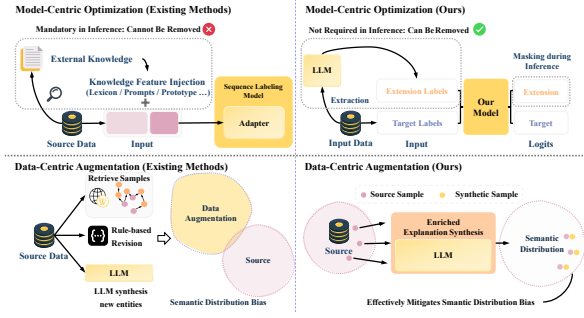 Model-Centric Optimization (Existing Methods)
Mandatory in Inference: Cannot Be Removed
External Knowledge
Knowledge Feature Injection
(Lexicon / Prompts / Prototype ...)
+
Sequence Labeling
Model
Adapter
Source Data
Input
Model-Centric Optimization (Ours)
Not Required in Inference: Can Be Removed
LLM
Extraction
Input Data
Extension Labels
Target Labels
Input
Our
Model
Masking during
Inference
Extension
Target
Logits
Data-Centric Augmentation (Existing Methods)
Retrieve Samples
Source Data
Rule-based
Revision
LLM
LLM synthesis
new entities
Data
Augmentation
Source
Semantic Distribution Bias
Data-Centric Augmentation (Ours)
Source Sample
Synthetic Sample
Source
Enriched
Explanation Synthesis
LLM
Semantic
Distribution
Effectively Mitigates Smantic Distribution Bias